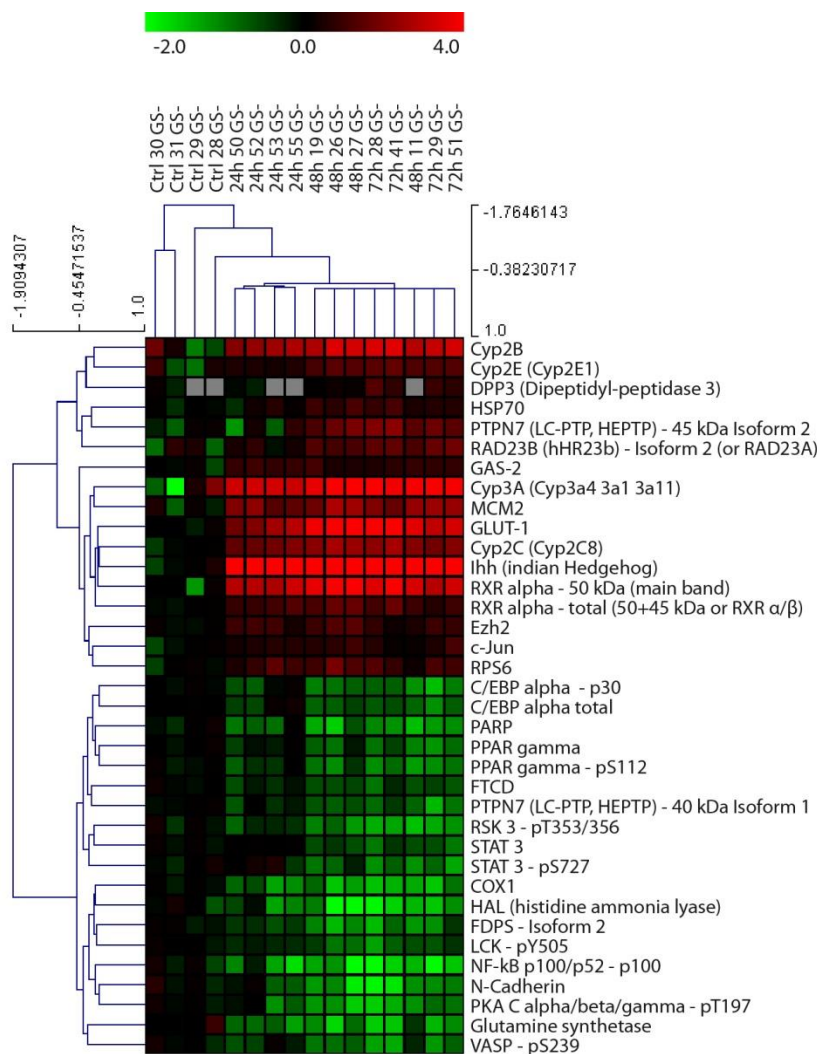 -2.0 0.0 4.0
Ctrl 30 GS-
Ctrl 31 GS-
Ctrl 29 GS-
Ctrl 28 GS-
24h 50 GS-
24h 52 GS-
24h 53 GS-
24h 55 GS-
48h 19 GS-
48h 26 GS-
48h 27 GS-
72h 28 GS-
72h 41 GS-
48h 11 GS-
72h 29 GS-
72h 51 GS-
-1.7646143
-0.38230717
1.0
-1.9094307
-0.45471537
1.0
Cyp2B
Cyp2E (Cyp2E1)
DPP3 (Dipeptidyl-peptidase 3)
HSP70
PTPN7 (LC-PTP, HEPTP) - 45 kDa Isoform 2
RAD23B (hHR23b) - Isoform 2 (or RAD23A)
GAS-2
Cyp3A (Cyp3a4 3a1 3a11)
MCM2
GLUT-1
Cyp2C (Cyp2C8)
Ihh (indian Hedgehog)
RXR alpha - 50 kDa (main band)
RXR alpha - total (50+45 kDa or RXR α/β)
Ezh2
c-Jun
RPS6
C/EBP alpha - p30
C/EBP alpha total
PARP
PPAR gamma
PPAR gamma - pS112
FTCD
PTPN7 (LC-PTP, HEPTP) - 40 kDa Isoform 1
RSK 3 - pT353/356
STAT 3
STAT 3 - pS727
COX1
HAL (histidine ammonia lyase)
FDPS - Isoform 2
LCK - pY505
NF-kB p100/p52 - p100
N-Cadherin
PKA C alpha/beta/gamma - pT197
Glutamine synthetase
VASP - pS239